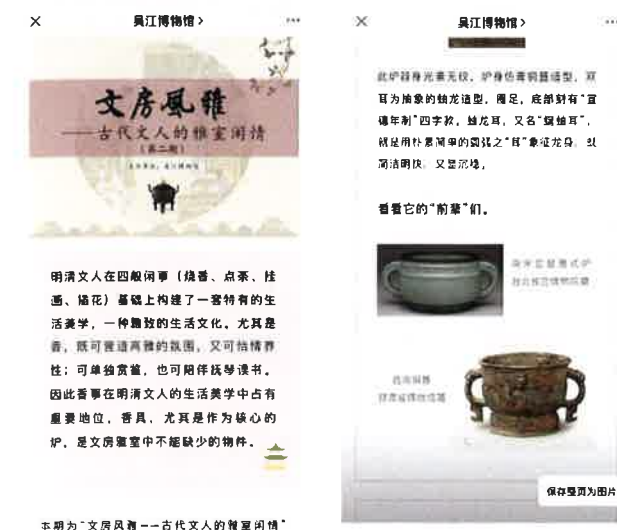 吴江博物馆
文房風雅
——古代文人的雅室闲情
(第二期)
明清文人在四般闲事（烧香、点茶、挂
画、插花）基础上构建了一套特有的生
活美学，一种雅致的生活文化。尤其是
香，既可营造高雅的氛围，又可怡情养
性；可单独赏鉴，也可陪伴抚琴读书。
因此香事在明清文人的生活美学中占有
重要地位，香具，尤其是作为核心的
炉，是文房雅室中不能缺少的物件。
本期为“文房风雅——古代文人的雅室闲情”
吴江博物馆
此炉器身光素无纹，炉身仿青铜簋造型，双
耳为抽象的蚰龙造型，圈足，底部刻有“宣
德年制”四字款。蚰龙耳，又名“蜒蚰耳”，
就是用朴素简单的圆弧之“耳”象征龙身，
简洁明快，又显沉稳。
看看它的“前辈”们。
保存整页为图片